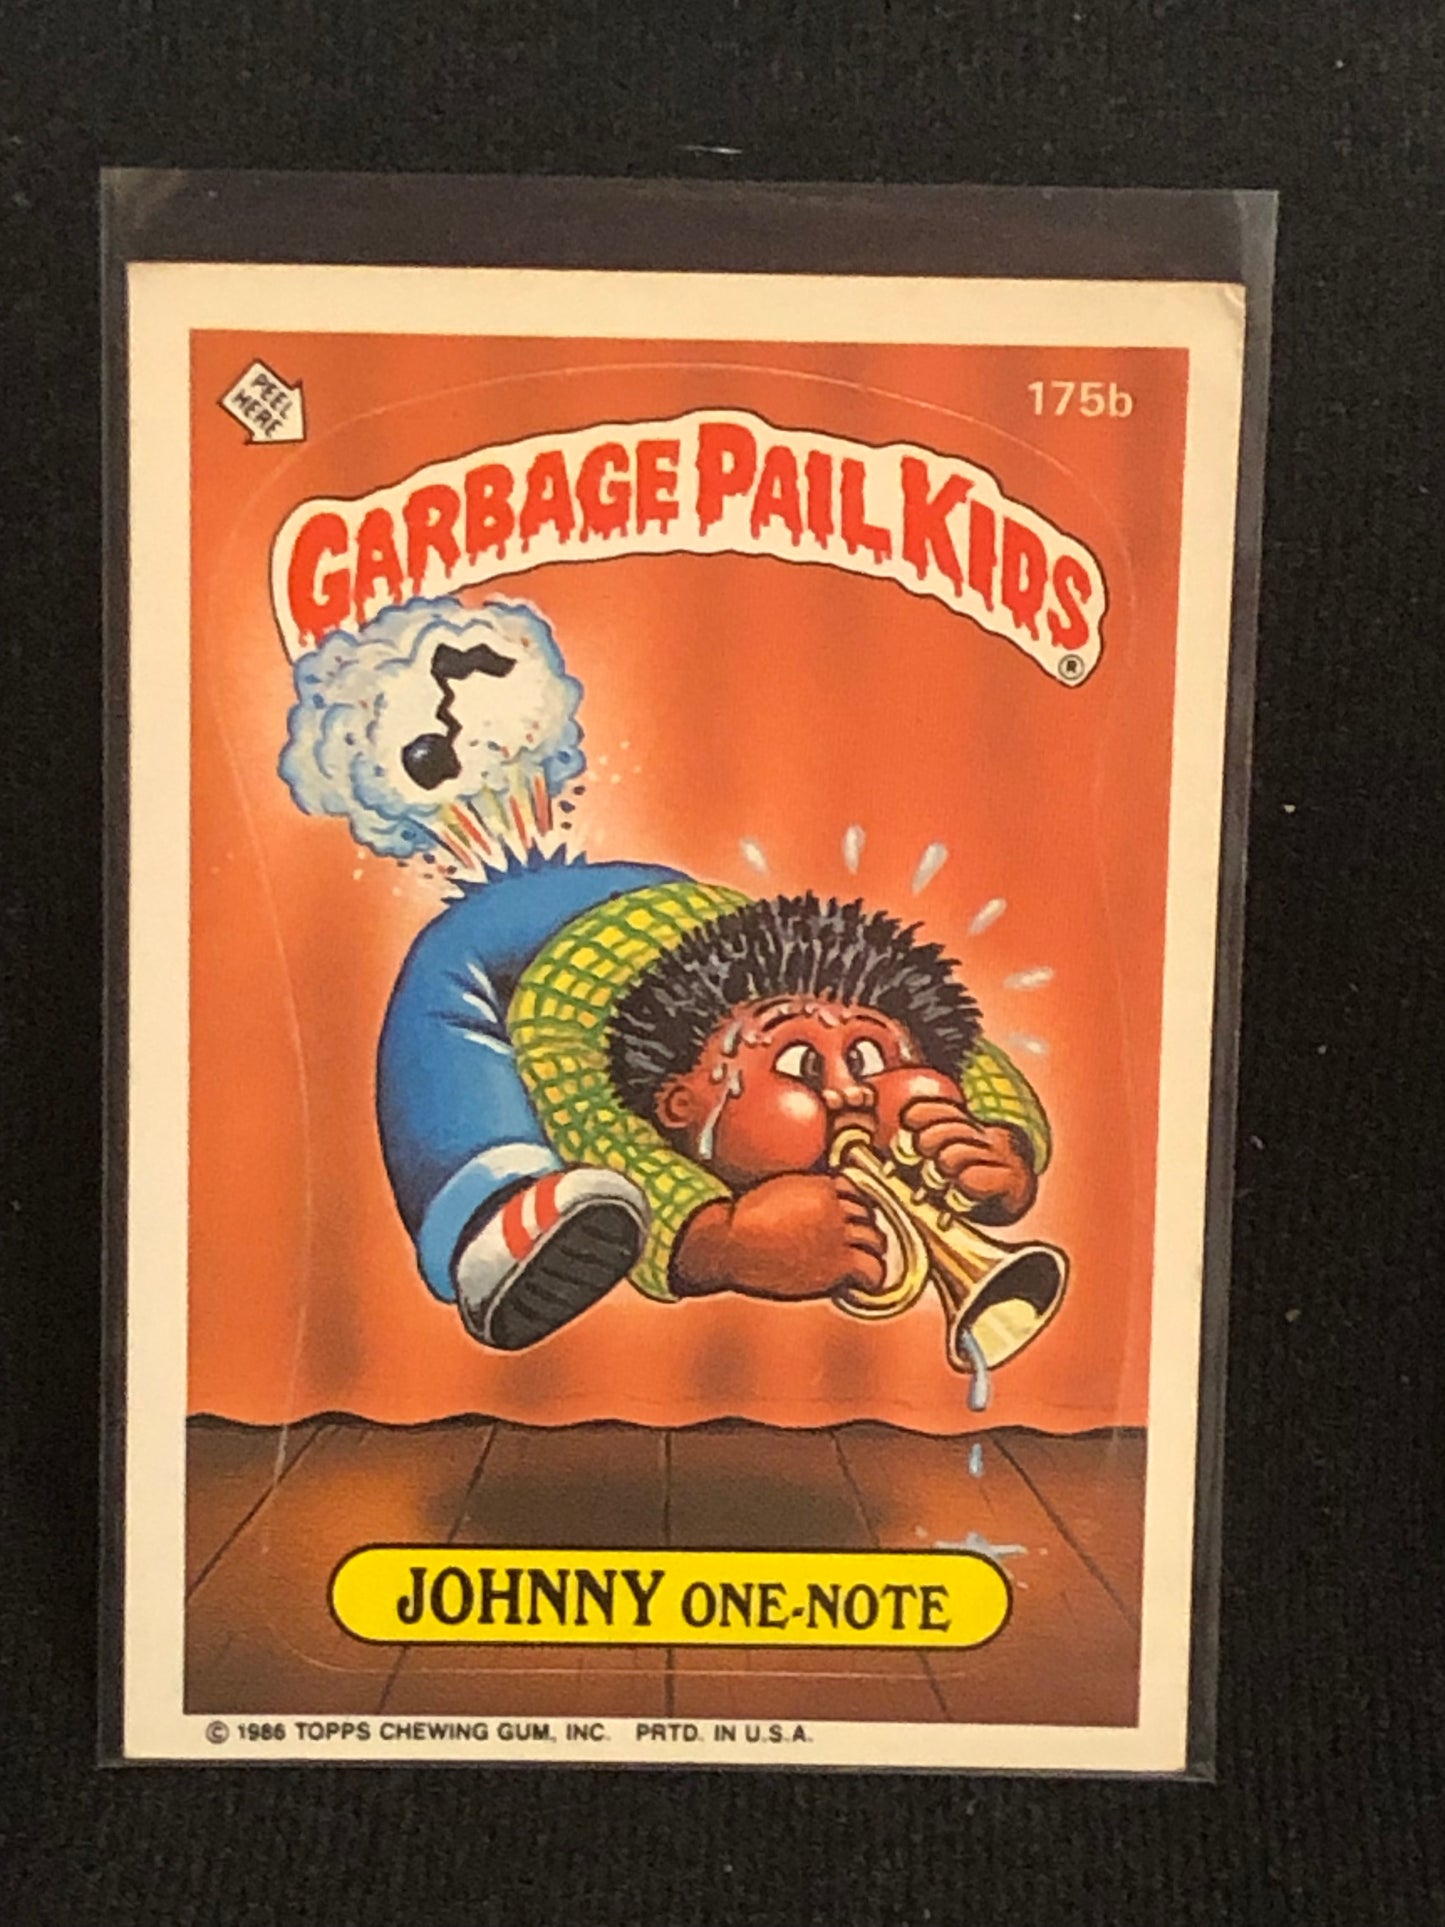 PEEL
HERE
175b
GARBAGE PAIL KIDS
®
JOHNNY ONE-NOTE
© 1986 TOPPS CHEWING GUM, INC. PRTD. IN U.S.A.